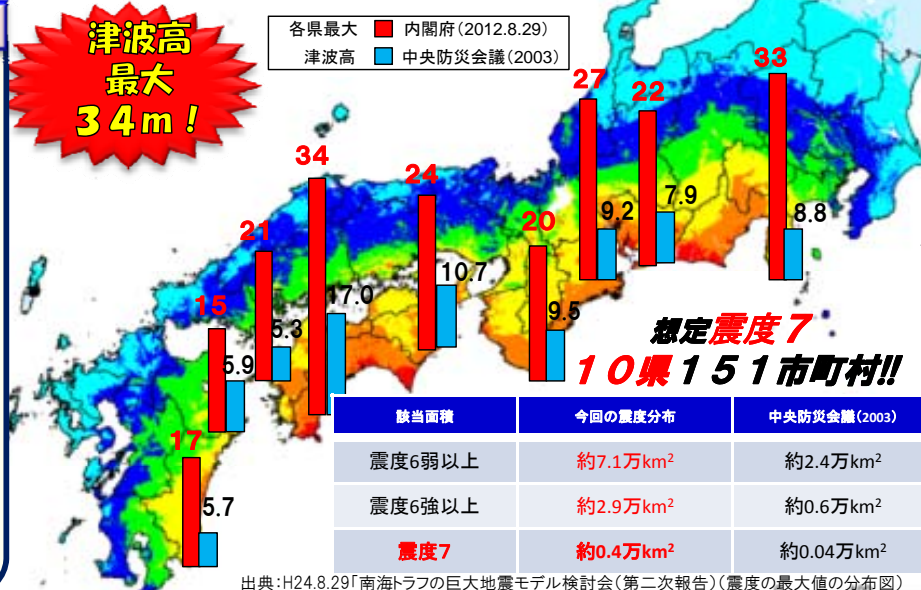 津波高
最大
34m!
各県最大 内閣府(2012.8.29)
津波高 中央防災会議(2003)
33
27
22
34
24
7.9
20
9.2
8.8
21
10.7
15
17.0
9.5
5.3
5.9
17
5.7
想定震度7
10県151市町村!!
該当面積 今回の震度分布 中央防災会議(2003)
震度6弱以上 約7.1万km² 約2.4万km²
震度6強以上 約2.9万km² 約0.6万km²
震度7 約0.4万km² 約0.04万km²
出典:H24.8.29「南海トラフの巨大地震モデル検討会(第二次報告)(震度の最大値の分布図)